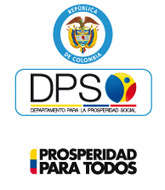 REPÚBLICA
DE COLOMBIA
DPS
DEPARTAMENTO PARA LA PROSPERIDAD SOCIAL
PROSPERIDAD
PARA TODOS